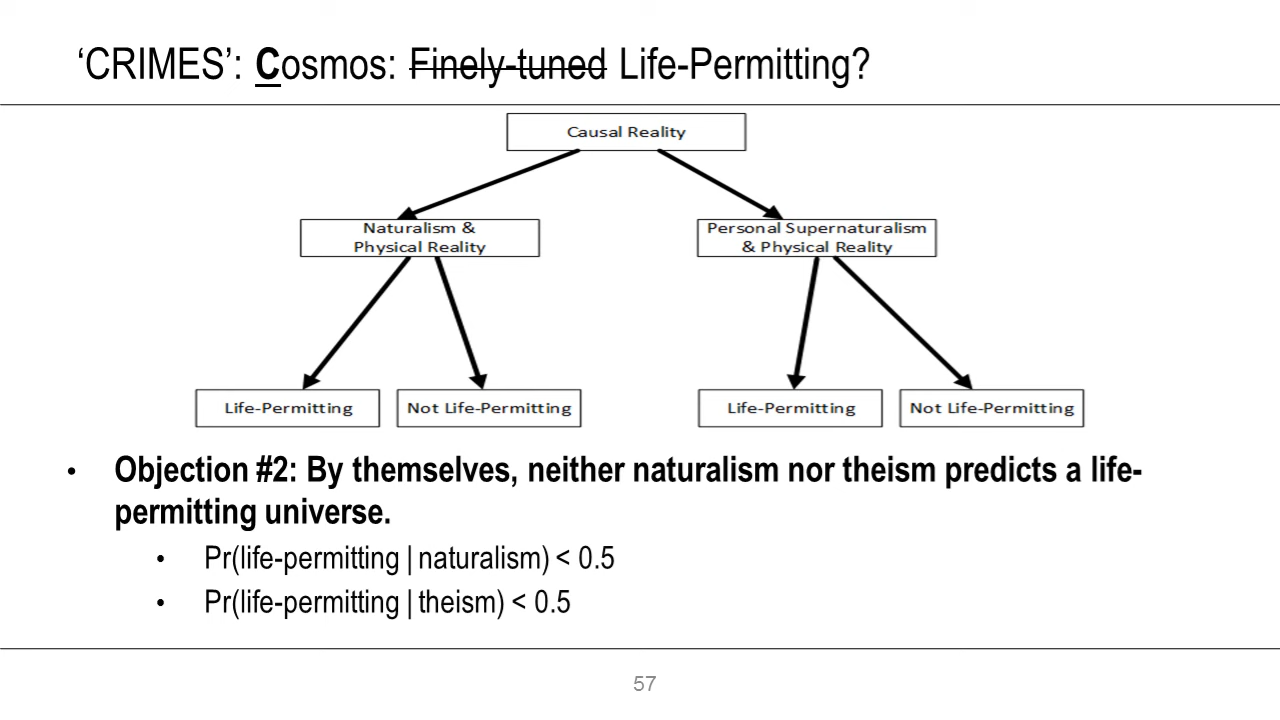 ‘CRIMES’: Cosmos: Finely-tuned Life-Permitting?
Causal Reality
Naturalism &
Physical Reality
Personal Supernaturalism
& Physical Reality
Life-Permitting
Not Life-Permitting
Life-Permitting
Not Life-Permitting
• Objection #2: By themselves, neither naturalism nor theism predicts a life-
permitting universe.
• Pr(life-permitting | naturalism) < 0.5
• Pr(life-permitting | theism) < 0.5
57